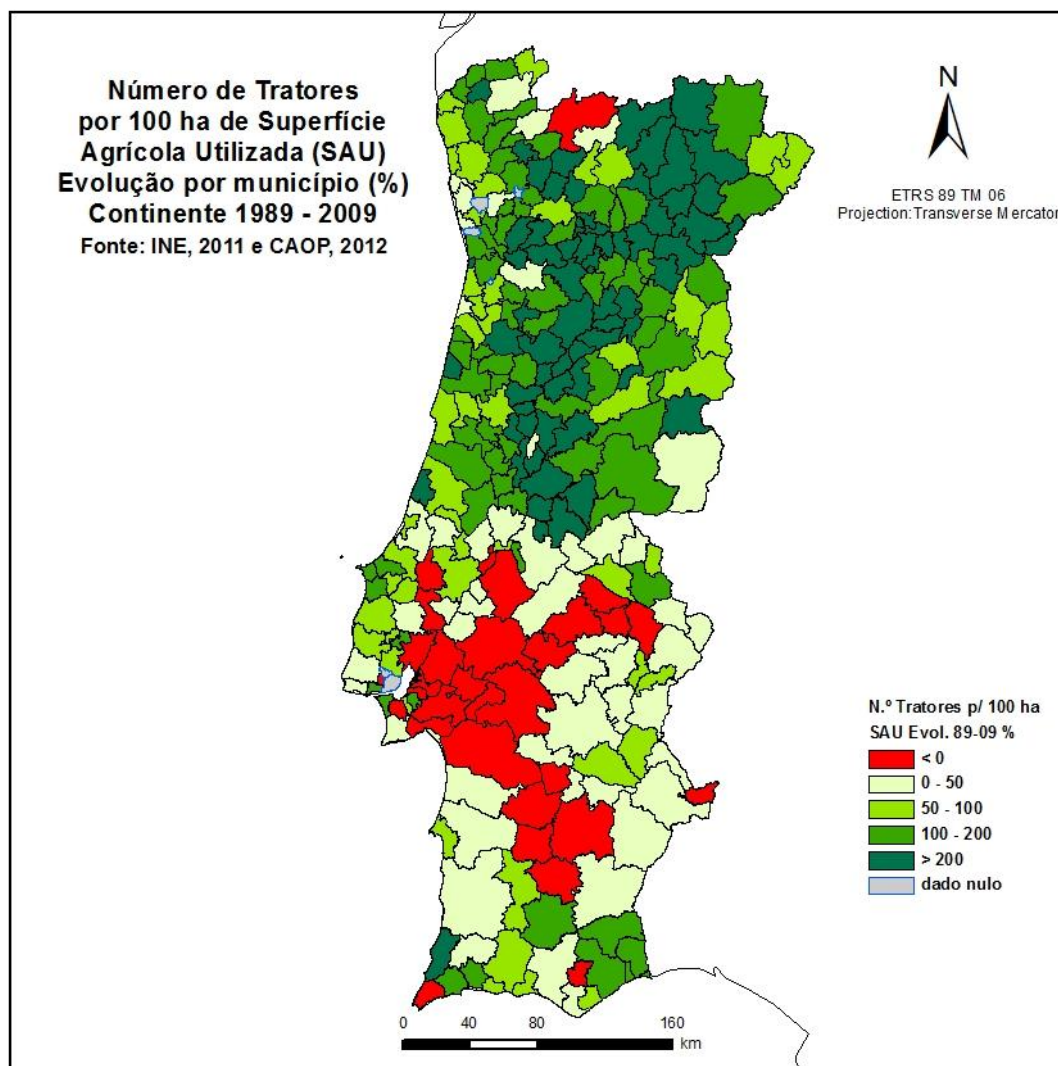 Número de Tratores
por 100 ha de Superfície
Agrícola Utilizada (SAU)
Evolução por município (%)
Continente 1989 - 2009
Fonte: INE, 2011 e CAOP, 2012
N
ETRS 89 TM 06
Projection: Transverse Mercator
N.º Tratores p/ 100 ha
SAU Evol. 89-09 %
< 0
0 - 50
50 - 100
100 - 200
> 200
dado nulo
0 40 80 160
km